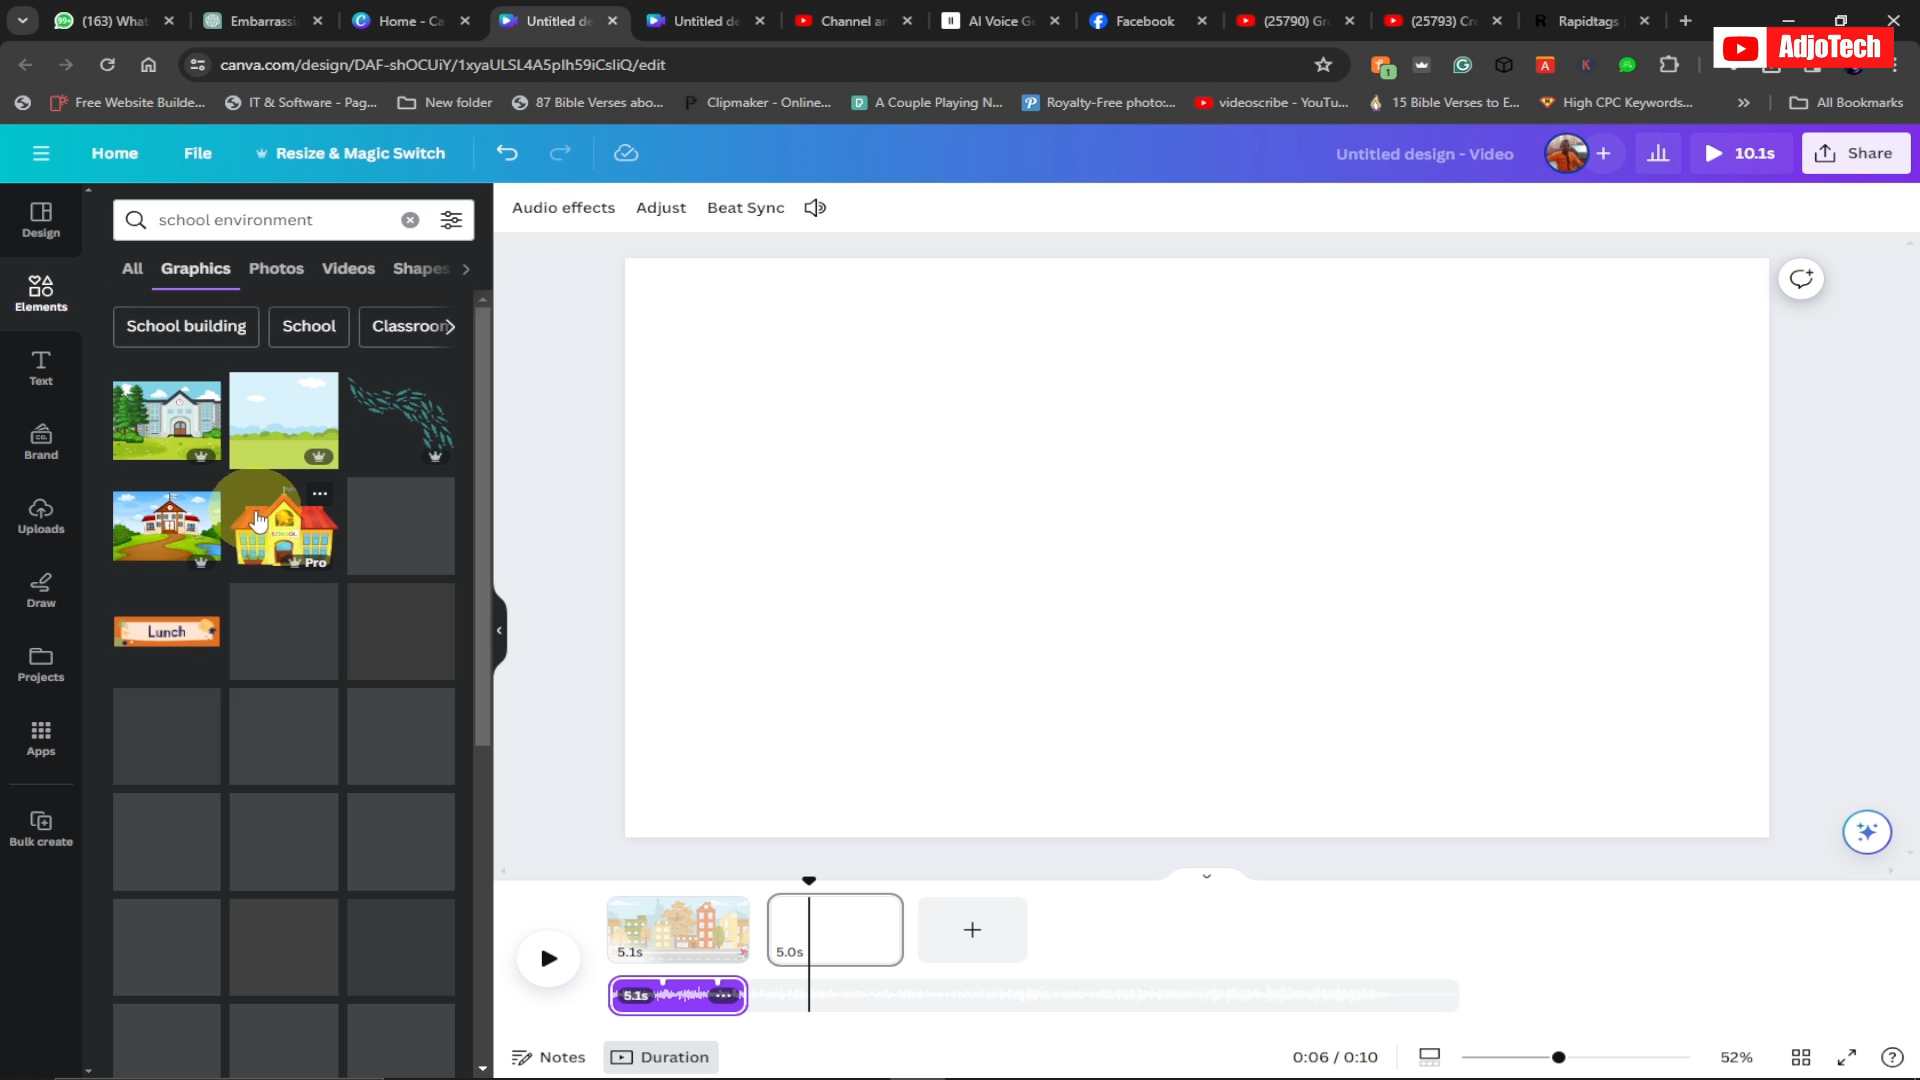 (163) What
Embarrassi
Home - Ca
Untitled de
Untitled de
Channel an
AI Voice Ge
Facebook
(25790) Gr
(25793) Cr
Rapidtags
AdjoTech
canva.com/design/DAF-shOCUiY/1xyaULSL4A5pIh59iCsliQ/edit
Free Website Builde...
IT & Software - Pag...
New folder
87 Bible Verses abo...
Clipmaker - Online...
A Couple Playing N...
Royalty-Free photo:...
videoscribe - YouTu...
15 Bible Verses to E...
High CPC Keywords...
All Bookmarks
Home
File
Resize & Magic Switch
Untitled design - Video
10.1s
Share
Design
Elements
Text
Brand
Uploads
Draw
Projects
Apps
Bulk create
school environment
All
Graphics
Photos
Videos
Shapes
School building
School
Classroom
SCHOOL
Pro
Lunch
Audio effects
Adjust
Beat Sync
5.1s
5.0s
5.1s
Notes
Duration
0:06 / 0:10
52%